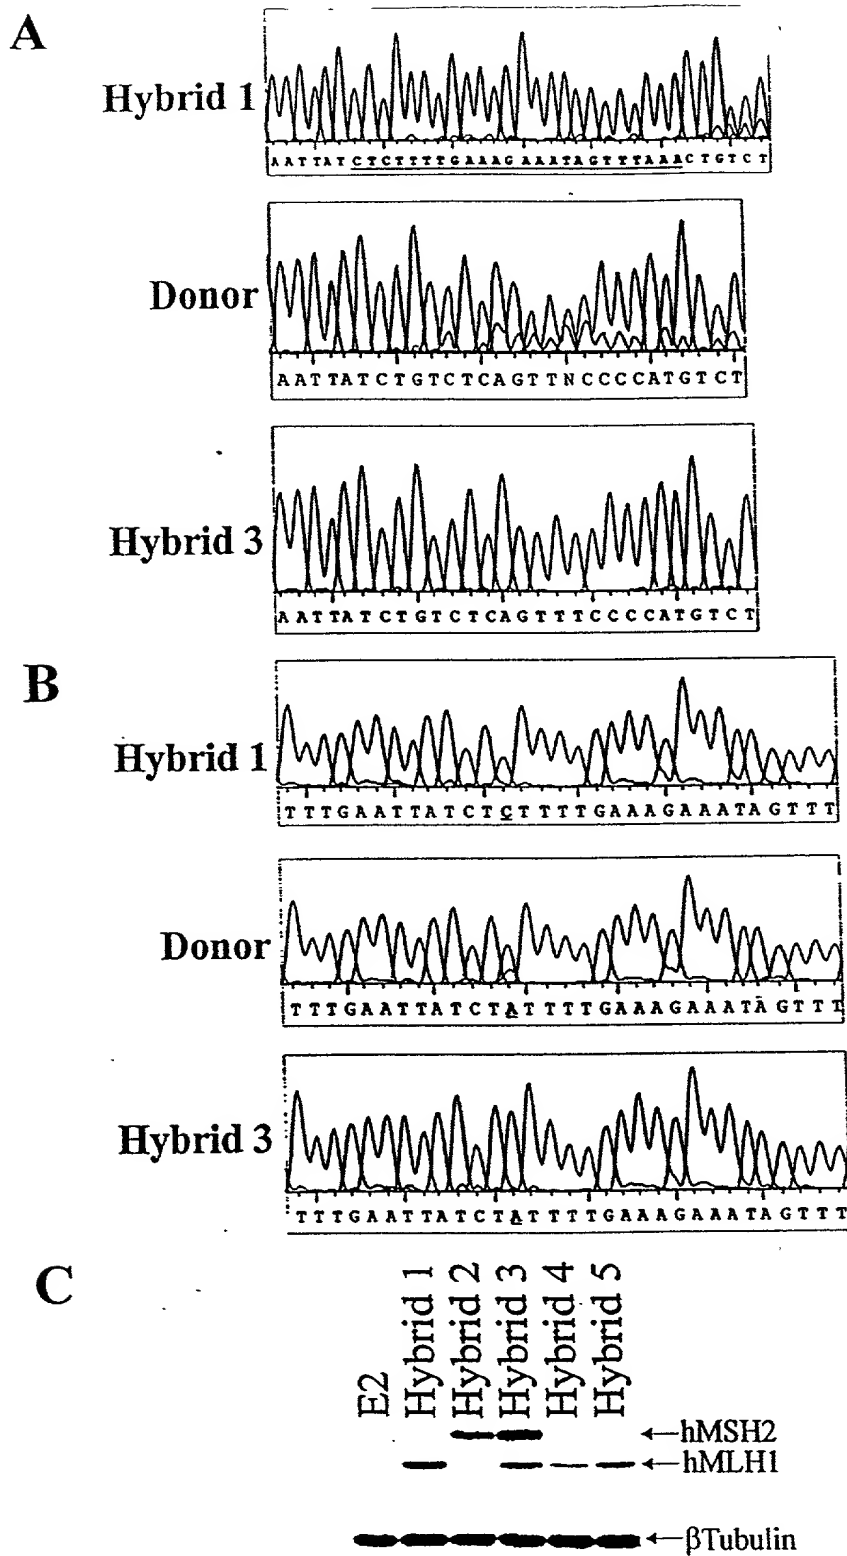 A
Hybrid 1
AATTATCTCTTTTGAAAGAAATAGTTTAAACTGTCT
Donor
AATTATCTGTCTCAGTTNCCCCATGTCT
Hybrid 3
AATTATCTGTCTCAGTTTCCCCATGTCT
B
Hybrid 1
TTTGAATTATCTCTTTTGAAAGAAATAGTTT
Donor
TTTGAATTATCTATTTTGAAAGAAATAGTTT
Hybrid 3
TTTGAATTATCTATTTTGAAAGAAATAGTTT
C
E2
Hybrid 1
Hybrid 2
Hybrid 3
Hybrid 4
Hybrid 5
←hMSH2
←hMLH1
←βTubulin